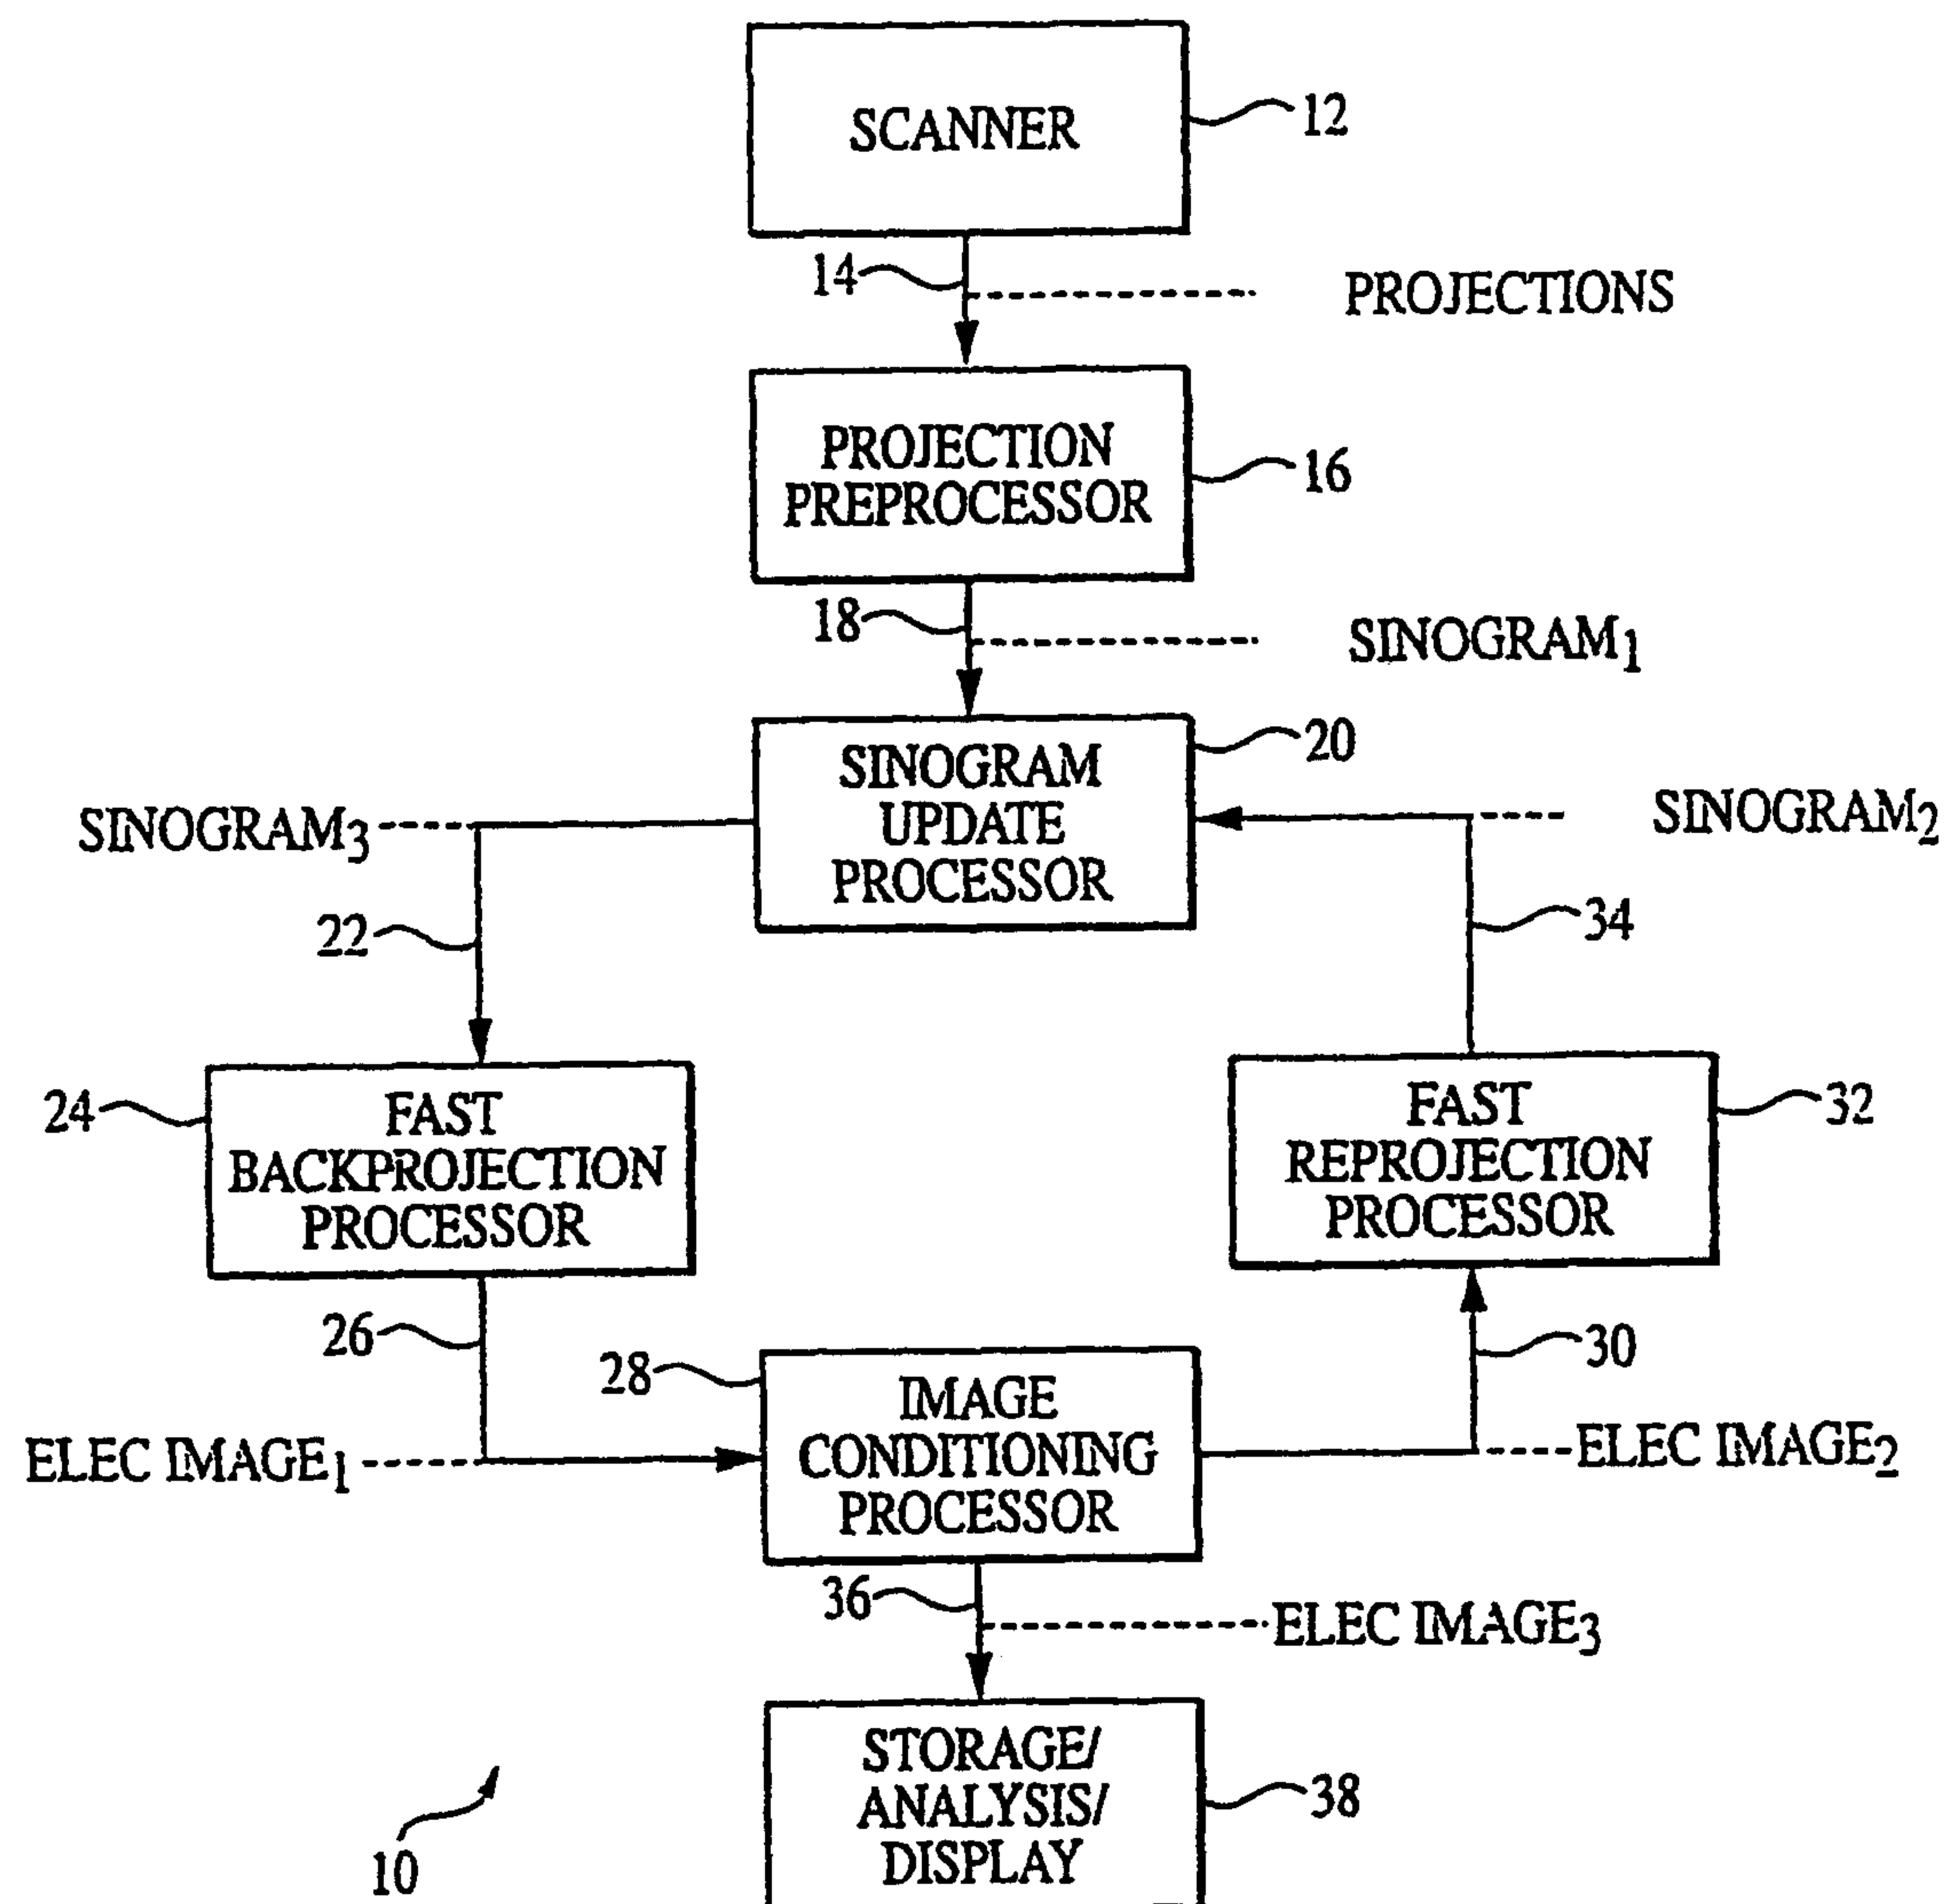 SCANNER
12
14
PROJECTIONS
PROJECTION
PREPROCESSOR
16
18
SINOGRAM1
SINOGRAM
UPDATE
PROCESSOR
20
SINOGRAM3
SINOGRAM2
22
34
24
FAST
BACKPROJECTION
PROCESSOR
FAST
REPROJECTION
PROCESSOR
32
26
30
28
IMAGE
CONDITIONING
PROCESSOR
ELEC IMAGE1
ELEC IMAGE2
36
ELEC IMAGE3
STORAGE/
ANALYSIS/
DISPLAY
38
10